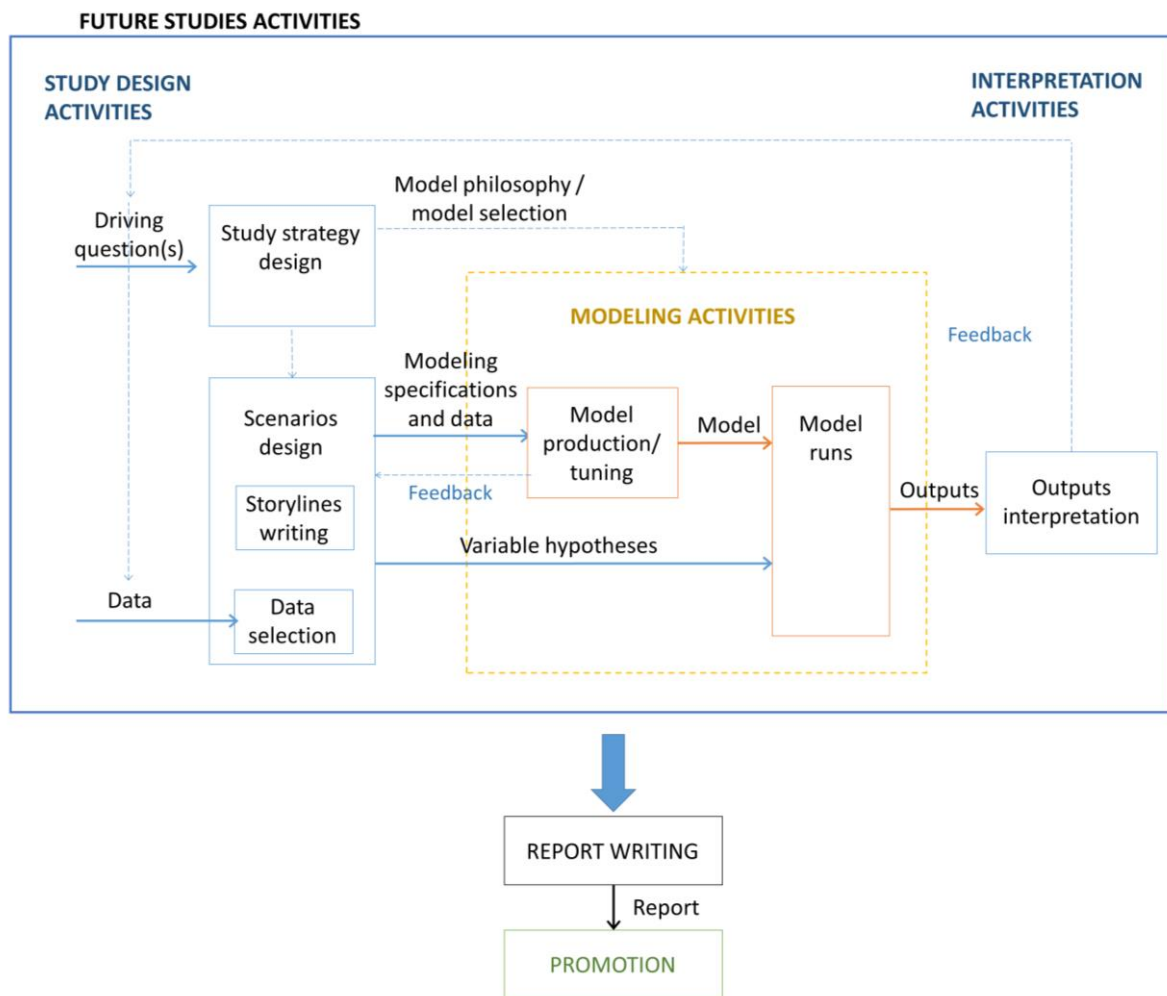 FUTURE STUDIES ACTIVITIES
STUDY DESIGN
ACTIVITIES
INTERPRETATION
ACTIVITIES
Driving
question(s)
Study strategy
design
Model philosophy /
model selection
MODELING ACTIVITIES
Feedback
Scenarios
design
Modeling
specifications
and data
Model
production/
tuning
Model
Model
runs
Feedback
Storylines
writing
Outputs
Outputs
interpretation
Variable hypotheses
Data
Data
selection
REPORT WRITING
Report
PROMOTION